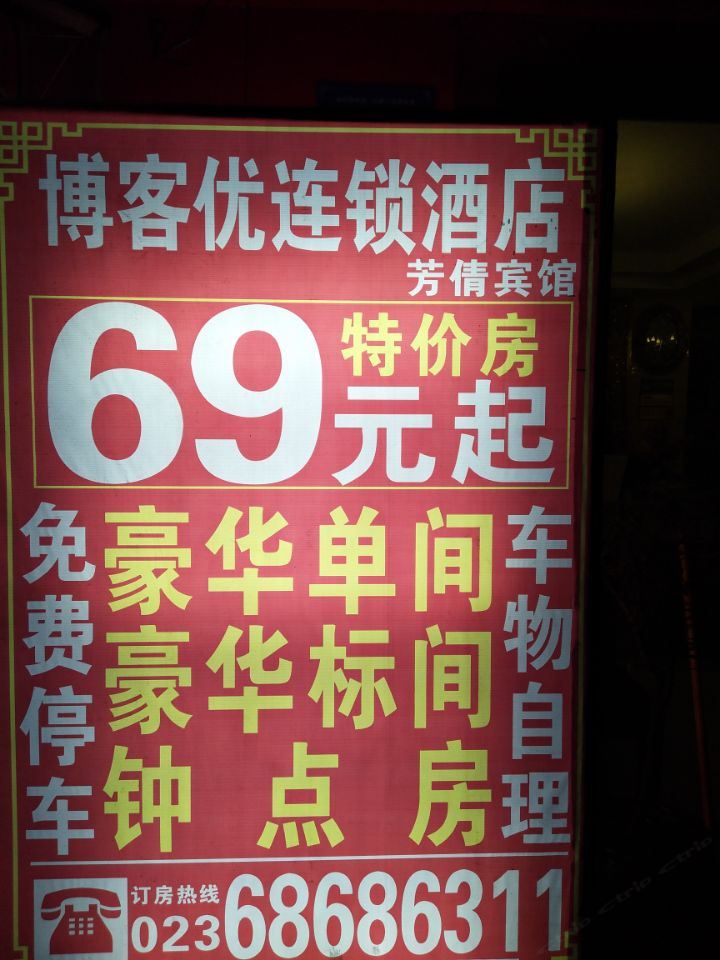 博客优连锁酒店
芳倩宾馆
69元起
特价房
免费停车
豪华单间
豪华标间
钟点房
车物自理
订房热线
023 68686311